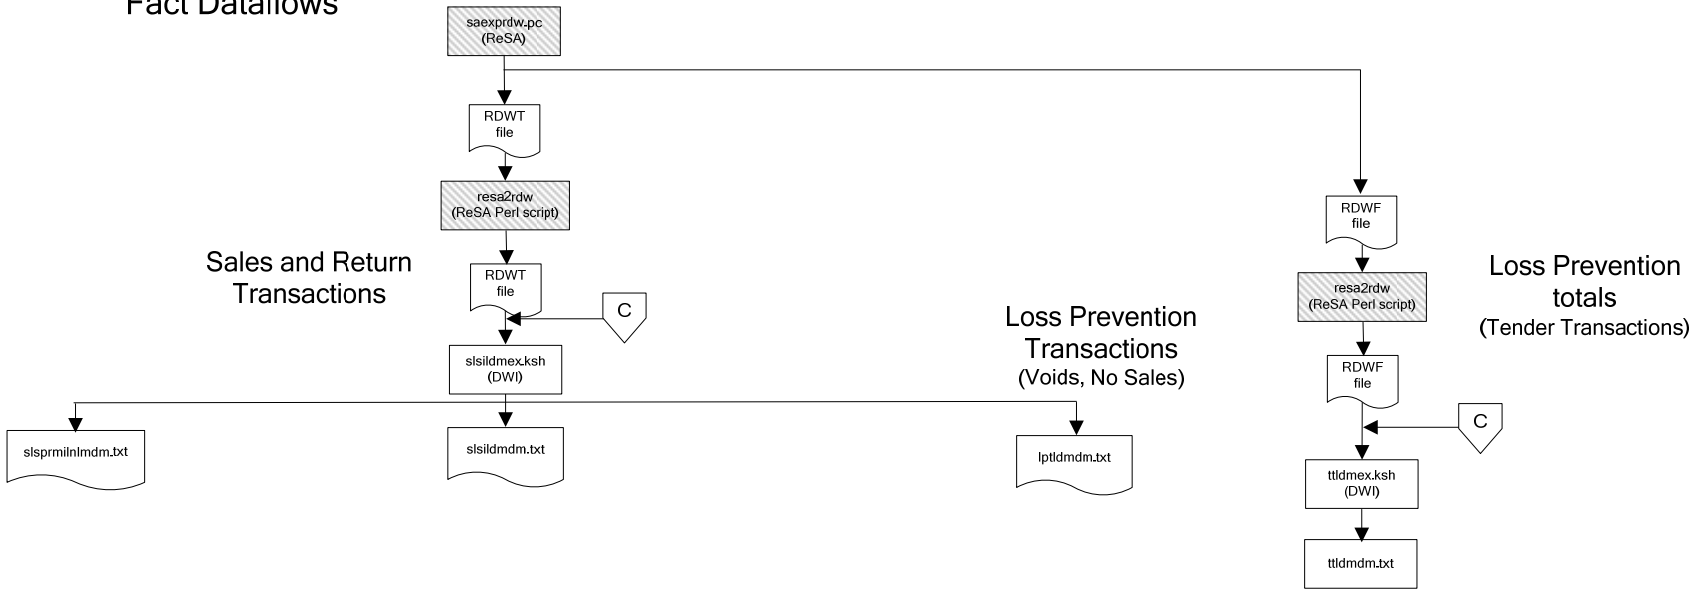 Fact Dataflows
saexprdw.pc
(ReSA)
RDWT
file
resa2rdw
(ReSA Perl script)
Sales and Return
Transactions
RDWT
file
C
slsildmex.ksh
(DWI)
slsprmilnlmdm.txt
slsildmdm.txt
Loss Prevention
Transactions
(Voids, No Sales)
lptldmdm.txt
RDWF
file
resa2rdw
(ReSA Perl script)
Loss Prevention
totals
(Tender Transactions)
RDWF
file
C
ttldmex.ksh
(DWI)
ttldmdm.txt